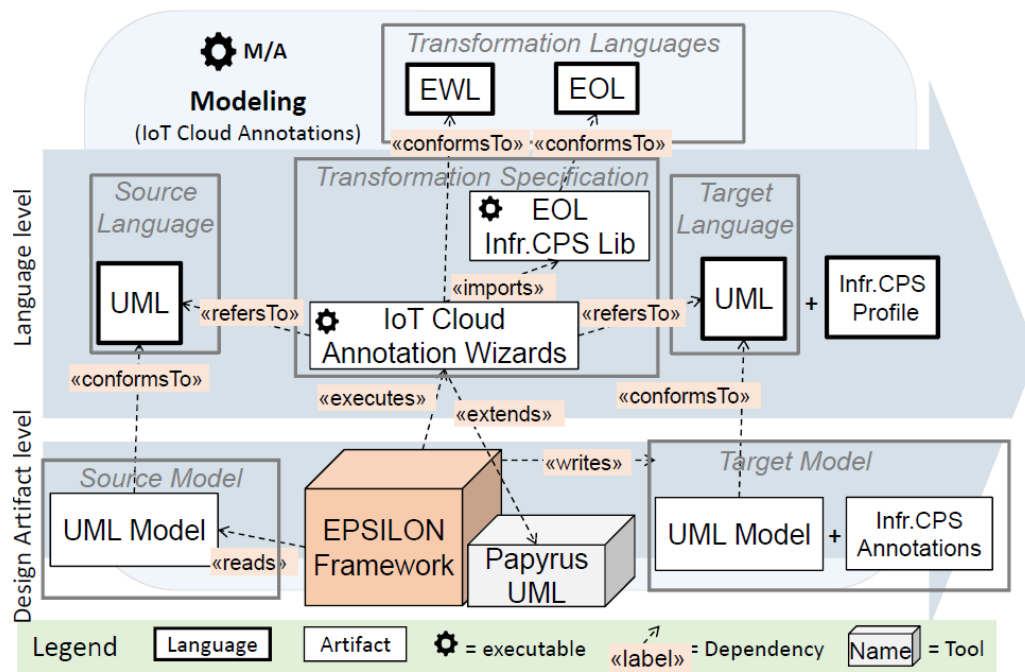 M/A
Modeling
(IoT Cloud Annotations)
Transformation Languages
EWL
EOL
«conformsTo»
«conformsTo»
Language level
Source
Language
UML
Transformation Specification
EOL
Infr.CPS Lib
«imports»
IoT Cloud
Annotation Wizards
«refersTo»
«refersTo»
Target
Language
UML
+
Infr.CPS
Profile
«conformsTo»
«executes»
«extends»
«conformsTo»
Design Artifact level
Source Model
UML Model
«reads»
EPSILON
Framework
Papyrus
UML
«writes»
Target Model
UML Model
+
Infr.CPS
Annotations
Legend
Language
Artifact
= executable
«label»
= Dependency
Name
= Tool